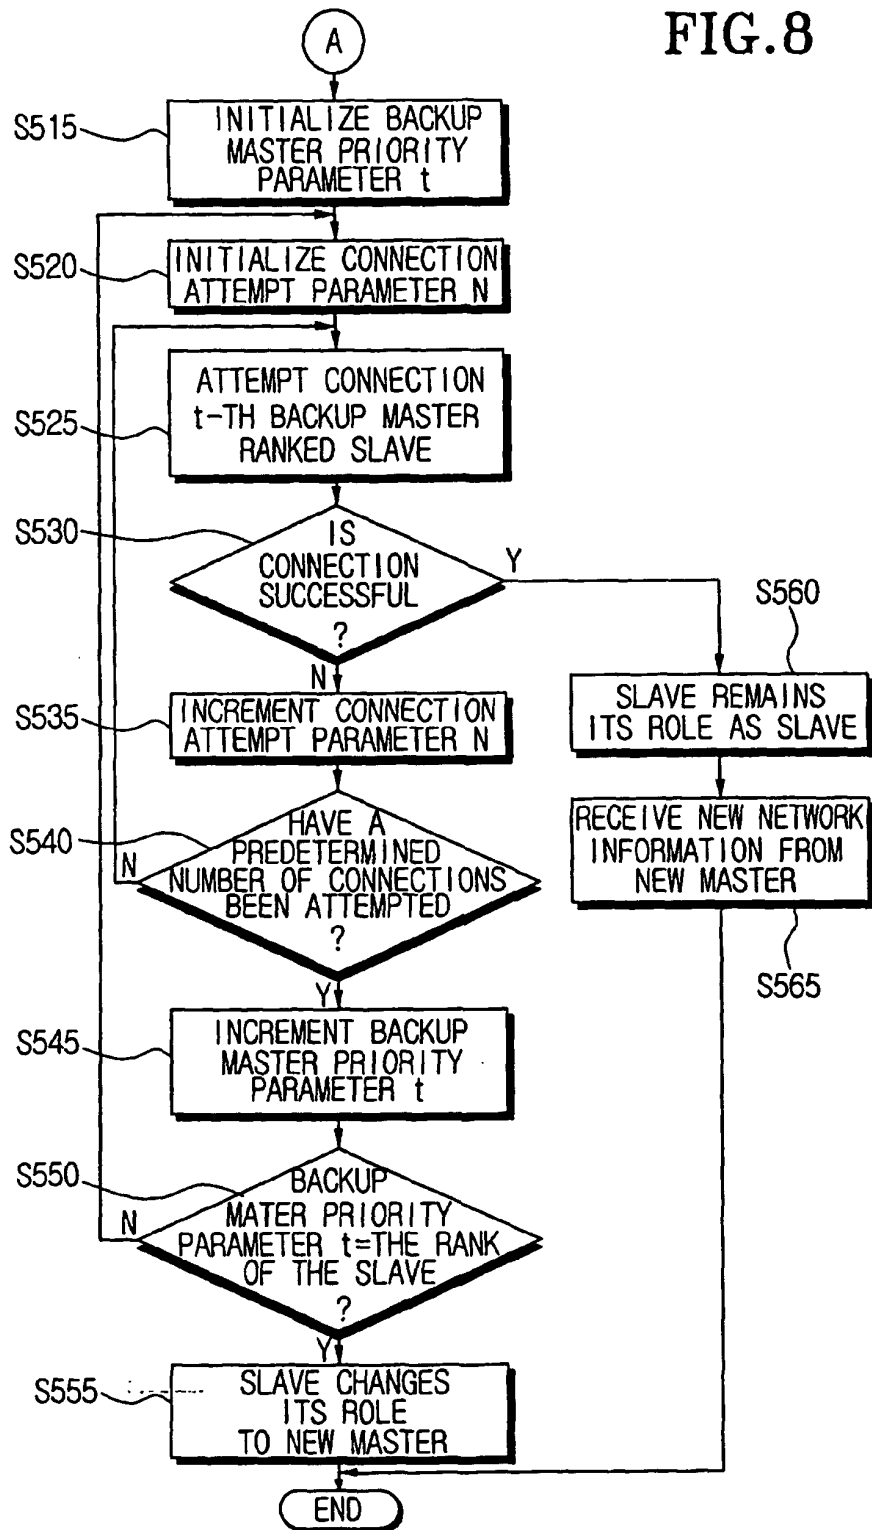 FIG.8
A
S515
INITIALIZE BACKUP
MASTER PRIORITY
PARAMETER t
S520
INITIALIZE CONNECTION
ATTEMPT PARAMETER N
S525
ATTEMPT CONNECTION
t-TH BACKUP MASTER
RANKED SLAVE
S530
IS
CONNECTION
SUCCESSFUL
?
Y
N
S560
SLAVE REMAINS
ITS ROLE AS SLAVE
S535
INCREMENT CONNECTION
ATTEMPT PARAMETER N
S540
HAVE A
PREDETERMINED
NUMBER OF CONNECTIONS
BEEN ATTEMPTED
?
N
Y
RECEIVE NEW NETWORK
INFORMATION FROM
NEW MASTER
S565
S545
INCREMENT BACKUP
MASTER PRIORITY
PARAMETER t
S550
BACKUP
MATER PRIORITY
PARAMETER t=THE RANK
OF THE SLAVE
?
N
Y
S555
SLAVE CHANGES
ITS ROLE
TO NEW MASTER
END